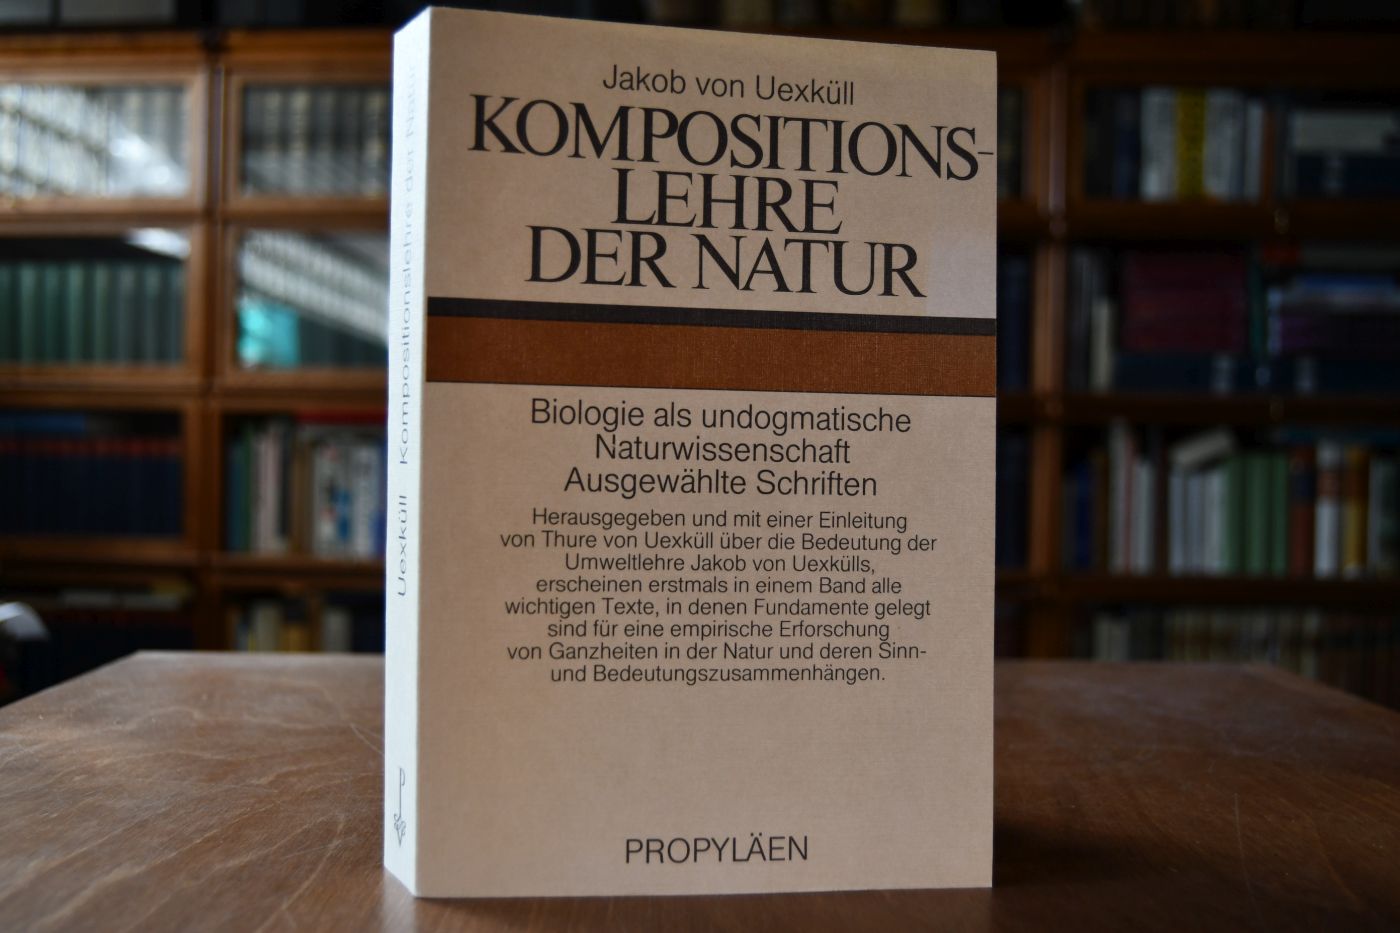 Jakob von Uexküll
KOMPOSITIONS-
LEHRE
DER NATUR
Biologie als undogmatische
Naturwissenschaft
Ausgewählte Schriften
Herausgegeben und mit einer Einleitung
von Thure von Uexküll über die Bedeutung der
Umweltlehre Jakob von Uexkülls,
erscheinen erstmals in einem Band alle
wichtigen Texte, in denen Fundamente gelegt
sind für eine empirische Erforschung
von Ganzheiten in der Natur und deren Sinn-
und Bedeutungszusammenhängen.
PROPYLÄEN
Uexküll Kompositionslehre der Natur